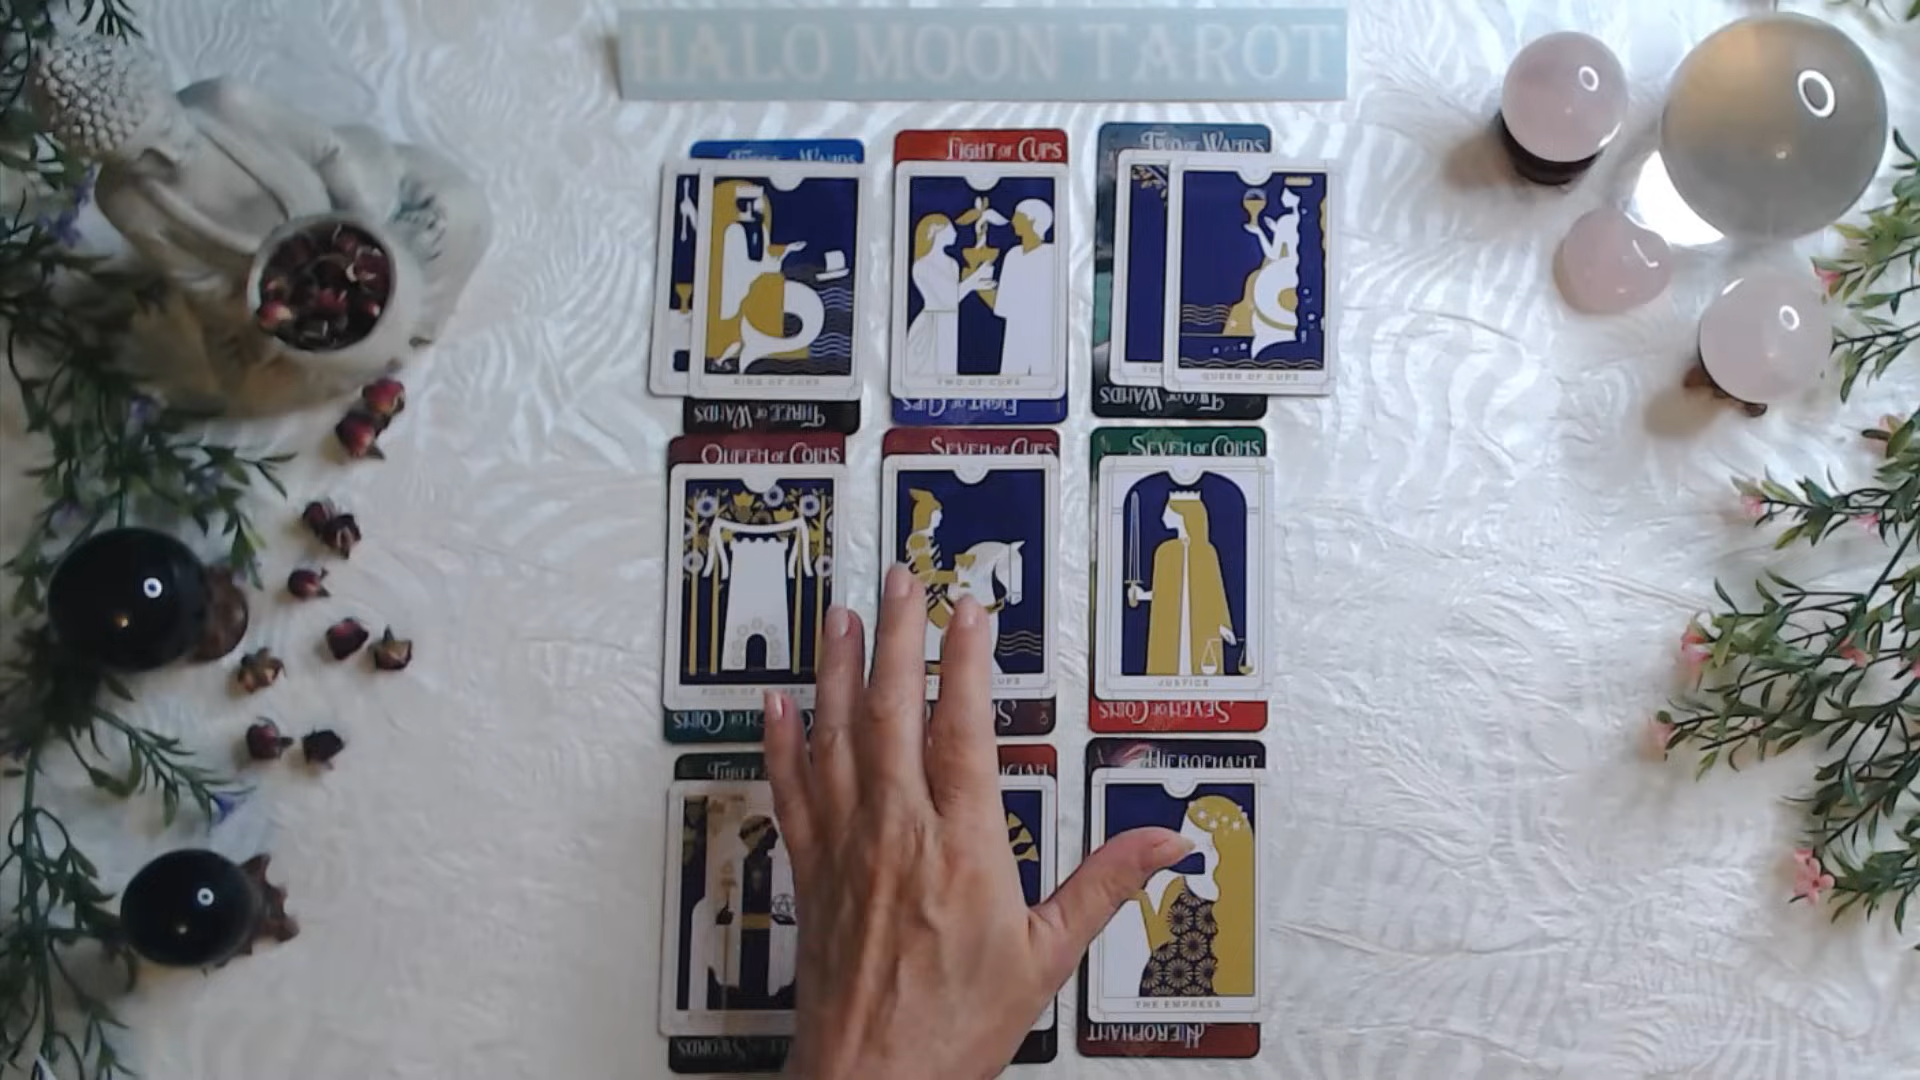 HALO MOON TAROT
THREE OF WANDS
EIGHT OF CUPS
TWO OF WANDS
KING OF CUPS
TWO OF CUPS
QUEEN OF CUPS
THREE OF WANDS
EIGHT OF CUPS
TWO OF WANDS
QUEEN OF COINS
SEVEN OF CUPS
SEVEN OF COINS
JUSTICE
OF COINS
SEVEN OF COINS
THREE
HIEROPHANT
THE EMPRESS
SWORDS
HIEROPHANT